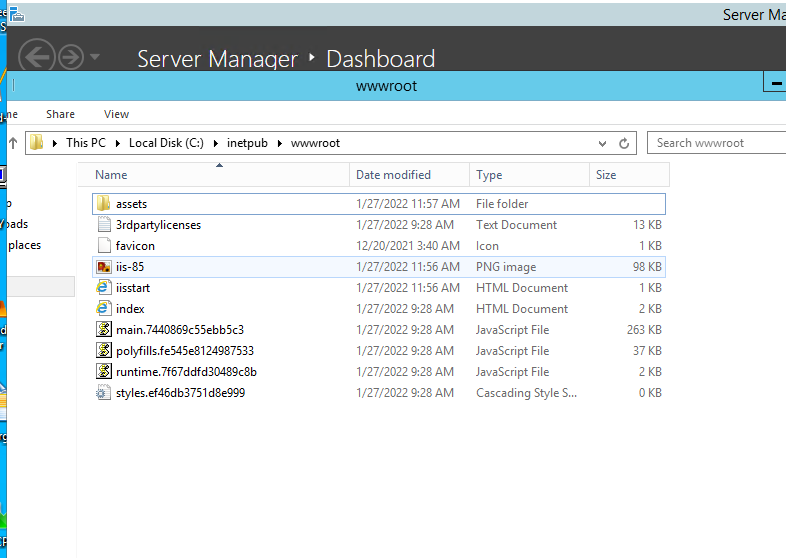 Server Ma
Server Manager ‣ Dashboard
wwwroot
me Share View
This PC Local Disk (C:) inetpub wwwroot Search wwwroot
Name Date modified Type Size
assets 1/27/2022 11:57 AM File folder
3rdpartylicenses 1/27/2022 9:28 AM Text Document 13 KB
favicon 12/20/2021 3:40 AM Icon 1 KB
iis-85 1/27/2022 11:56 AM PNG image 98 KB
iisstart 1/27/2022 11:56 AM HTML Document 1 KB
index 1/27/2022 9:28 AM HTML Document 2 KB
main.7440869c55ebb5c3 1/27/2022 9:28 AM JavaScript File 263 KB
polyfills.fe545e8124987533 1/27/2022 9:28 AM JavaScript File 37 KB
runtime.7f67ddfd30489c8b 1/27/2022 9:28 AM JavaScript File 2 KB
styles.ef46db3751d8e999 1/27/2022 9:28 AM Cascading Style S... 0 KB
oads
places